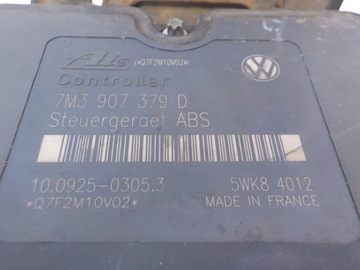 Ate *Q7F2M10V02*
Controller
7M3 907 379 D
Steuergeraet ABS
10.0925-0305.3 5WK8 4012
*Q7F2M10V02* MADE IN FRANCE